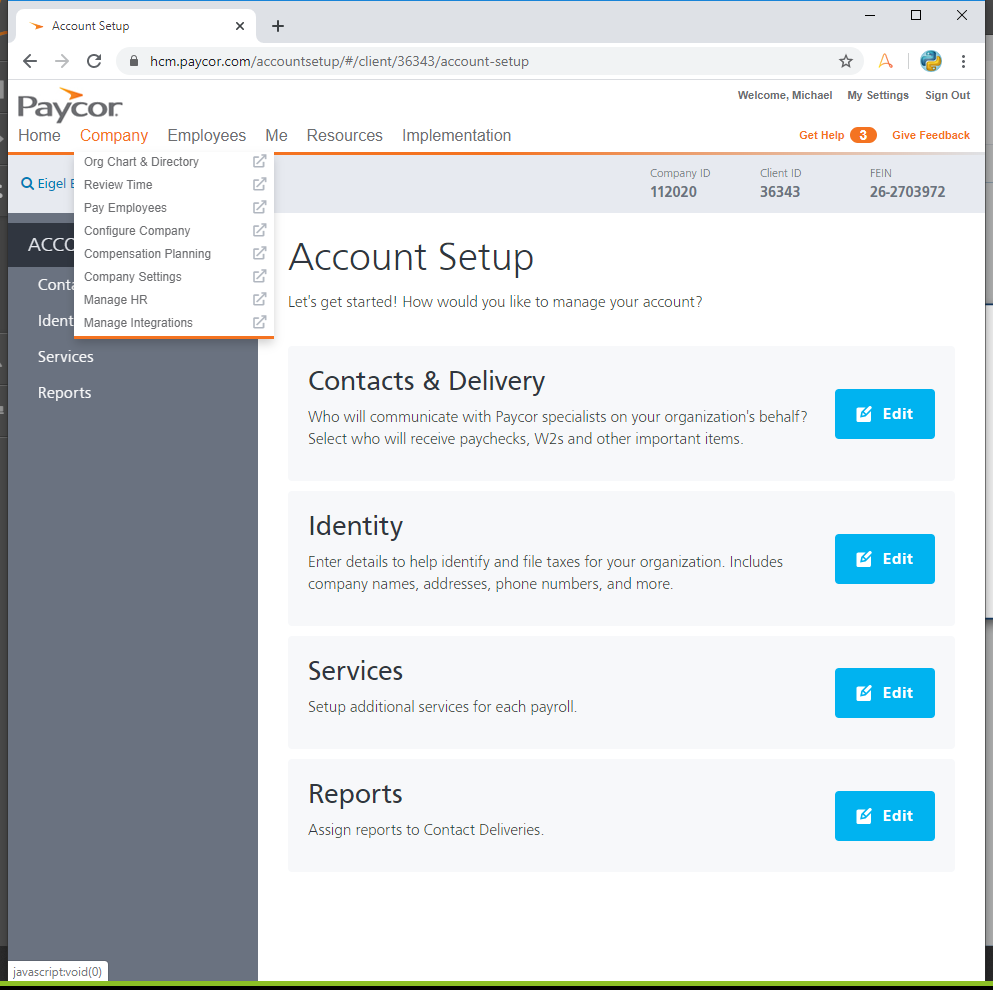 Account Setup
hcm.paycor.com/accountsetup/#/client/36343/account-setup
Paycor
Welcome, Michael My Settings Sign Out
Home Company Employees Me Resources Implementation
Get Help 3 Give Feedback
Org Chart & Directory
Review Time
Pay Employees
Configure Company
Compensation Planning
Company Settings
Manage HR
Manage Integrations
Eigel
Company ID Client ID FEIN
112020 36343 26-2703972
Services
Reports
Account Setup
Let's get started! How would you like to manage your account?
Contacts & Delivery
Who will communicate with Paycor specialists on your organization's behalf?
Select who will receive paychecks, W2s and other important items.
Edit
Identity
Enter details to help identify and file taxes for your organization. Includes
company names, addresses, phone numbers, and more.
Edit
Services
Setup additional services for each payroll.
Edit
Reports
Assign reports to Contact Deliveries.
Edit
javascript:void(0)